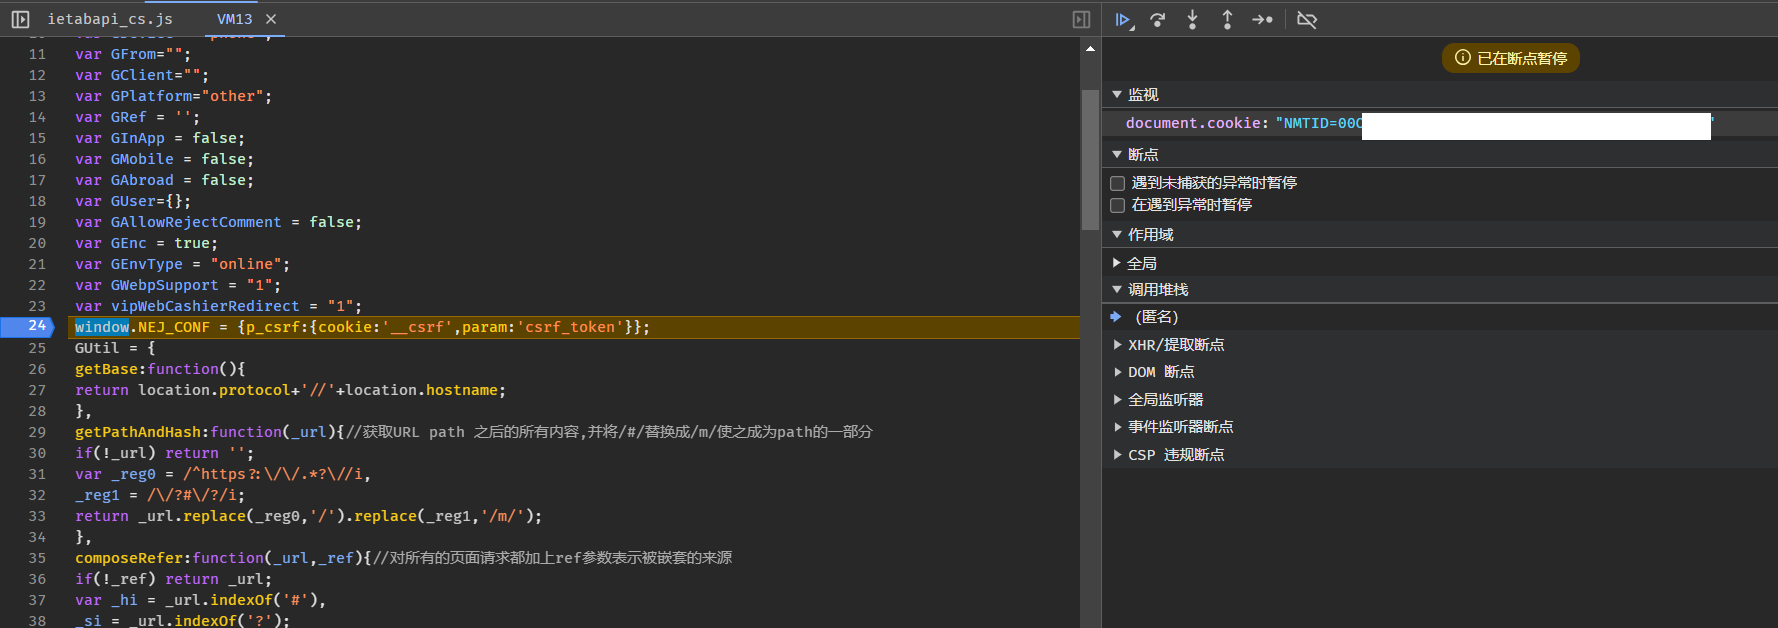 ietabapi_cs.js VM13 ×
11 var GFrom="";
12 var GClient="";
13 var GPlatform="other";
14 var GRef = '';
15 var GInApp = false;
16 var GMobile = false;
17 var GAbroad = false;
18 var GUser={};
19 var GAllowRejectComment = false;
20 var GEnc = true;
21 var GEnvType = "online";
22 var GWebpSupport = "1";
23 var vipWebCashierRedirect = "1";
24 window.NEJ_CONF = {p_csrf:{cookie:'__csrf',param:'csrf_token'}};
25 GUtil = {
26 getBase:function(){
27 return location.protocol+'//'+location.hostname;
28 },
29 getPathAndHash:function(_url){//获取URL path 之后的所有内容,并将/#/替换成/m/使之成为path的一部分
30 if(!_url) return '';
31 var _reg0 = /^https?:\/\/.*?\//i,
32 _reg1 = /\/?#\/?/i;
33 return _url.replace(_reg0,'/').replace(_reg1,'/m/');
34 },
35 composeRefer:function(_url,_ref){//对所有的页面请求都加上ref参数表示被嵌套的来源
36 if(!_ref) return _url;
37 var _hi = _url.indexOf('#'),
38 _si = _url.indexOf('?');
已在断点暂停
监视
document.cookie: "NMTID=00
断点
遇到未捕获的异常时暂停
在遇到异常时暂停
作用域
全局
调用堆栈
(匿名)
XHR/提取断点
DOM 断点
全局监听器
事件监听器断点
CSP 违规断点